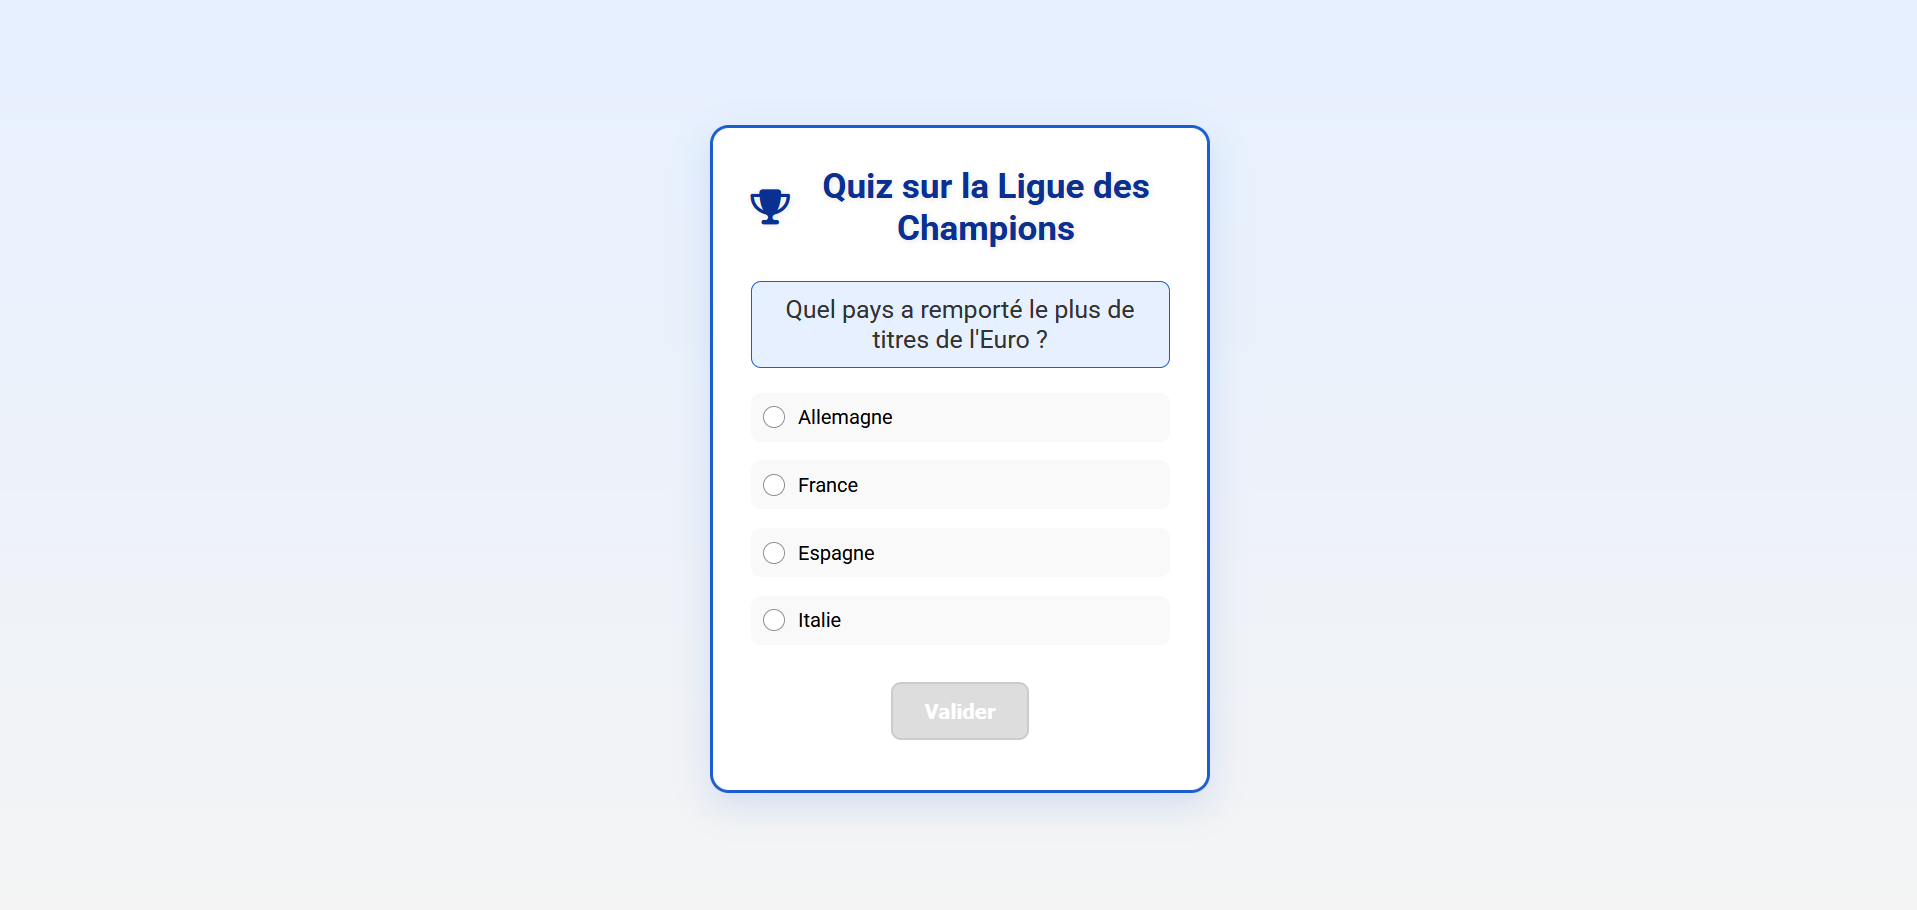 Quiz sur la Ligue des
Champions
Quel pays a remporté le plus de
titres de l'Euro ?
Allemagne
France
Espagne
Italie
Valider